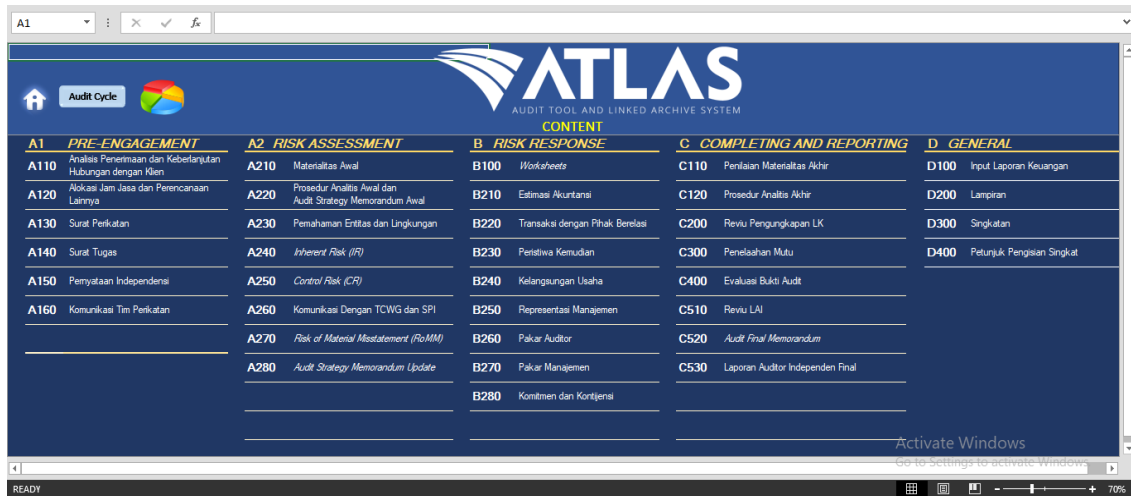 A1
fx
ATLAS
AUDIT TOOL AND LINKED ARCHIVE SYSTEM
Audit Cycle
CONTENT
A1 PRE-ENGAGEMENT
A110 Analisis Penerimaan dan Keberlanjutan
Hubungan dengan Klien
A120 Alokasi Jam Jasa dan Perencanaan
Lainnya
A130 Surat Perikatan
A140 Surat Tugas
A150 Pernyataan Independensi
A160 Komunikasi Tim Perikatan
A2 RISK ASSESSMENT
A210 Materialitas Awal
A220 Prosedur Analitis Awal dan
Audit Strategy Memorandum Awal
A230 Pemahaman Entitas dan Lingkungan
A240 Inherent Risk (IR)
A250 Control Risk (CR)
A260 Komunikasi Dengan TCWG dan SPI
A270 Risk of Material Misstatement (RoMM)
A280 Audit Strategy Memorandum Update
B RISK RESPONSE
B100 Worksheets
B210 Estimasi Akuntansi
B220 Transaksi dengan Pihak Berelasi
B230 Peristiwa Kemudian
B240 Kelangsungan Usaha
B250 Representasi Manajemen
B260 Pakar Auditor
B270 Pakar Manajemen
B280 Komitmen dan Kontijensi
C COMPLETING AND REPORTING
C110 Penilaian Materialitas Akhir
C120 Prosedur Analitis Akhir
C200 Reviu Pengungkapan LK
C300 Penelaahan Mutu
C400 Evaluasi Bukti Audit
C510 Reviu LAI
C520 Audit Final Memorandum
C530 Laporan Auditor Independen Final
D GENERAL
D100 Input Laporan Keuangan
D200 Lampiran
D300 Singkatan
D400 Petunjuk Pengisian Singkat
Activate Windows
Go to Settings to activate Windows.
READY
70%